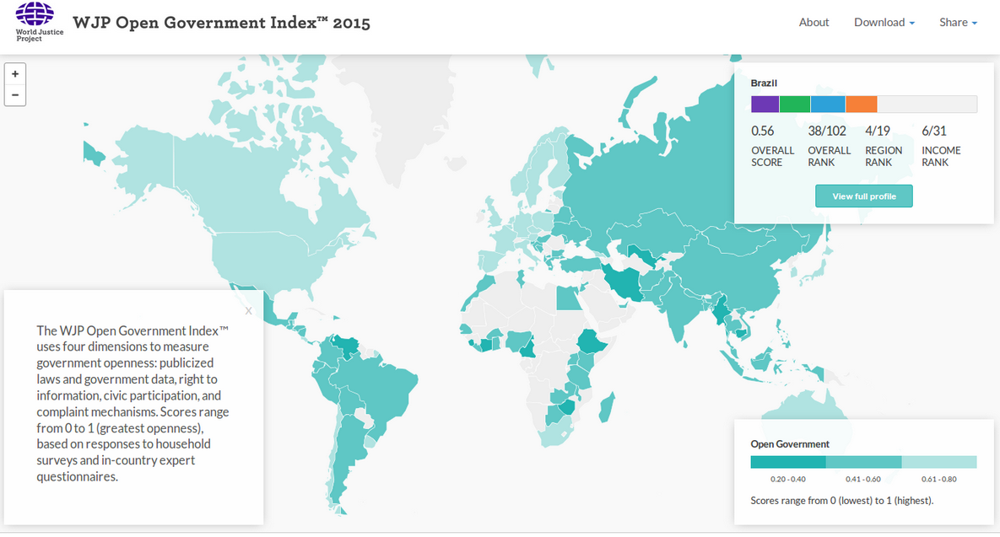 World Justice
Project
WJP Open Government Index™ 2015
About
Download
Share
+
−
Brazil
0.56
OVERALL
SCORE
38/102
OVERALL
RANK
4/19
REGION
RANK
6/31
INCOME
RANK
View full profile
X
The WJP Open Government Index™
uses four dimensions to measure
government openness: publicized
laws and government data, right to
information, civic participation, and
complaint mechanisms. Scores range
from 0 to 1 (greatest openness),
based on responses to household
surveys and in-country expert
questionnaires.
Open Government
0.20 - 0.40
0.41 - 0.60
0.61 - 0.80
Scores range from 0 (lowest) to 1 (highest).